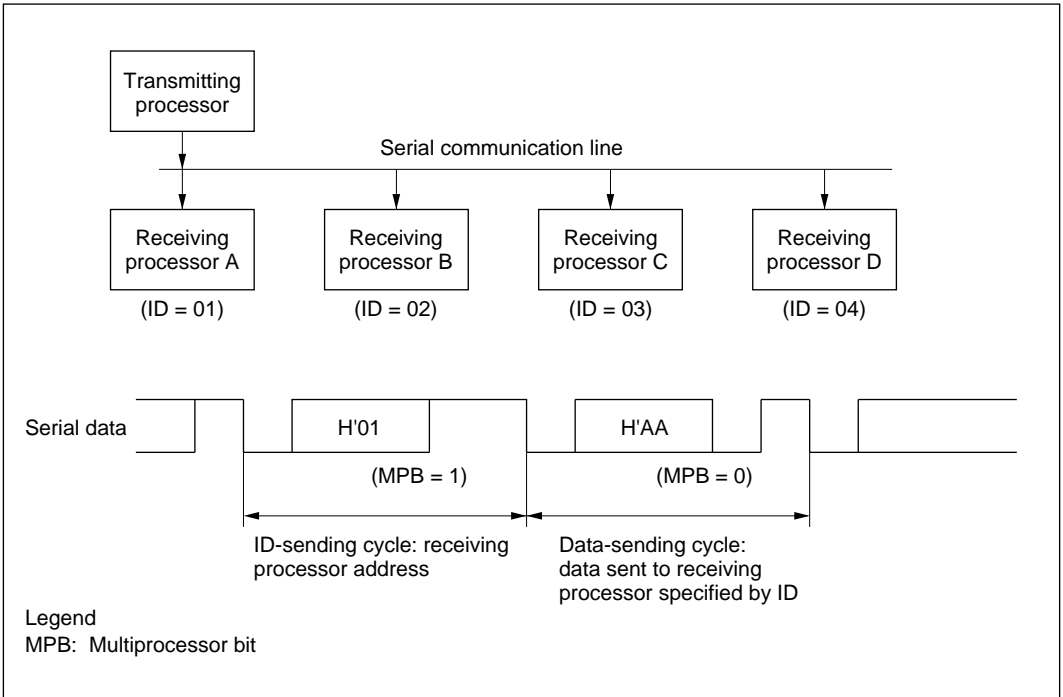 Transmitting
processor
Serial communication line
Receiving
processor A
(ID = 01)
Receiving
processor B
(ID = 02)
Receiving
processor C
(ID = 03)
Receiving
processor D
(ID = 04)
Serial data
H'01
H'AA
(MPB = 1)
(MPB = 0)
ID-sending cycle: receiving
processor address
Data-sending cycle:
data sent to receiving
processor specified by ID
Legend
MPB: Multiprocessor bit